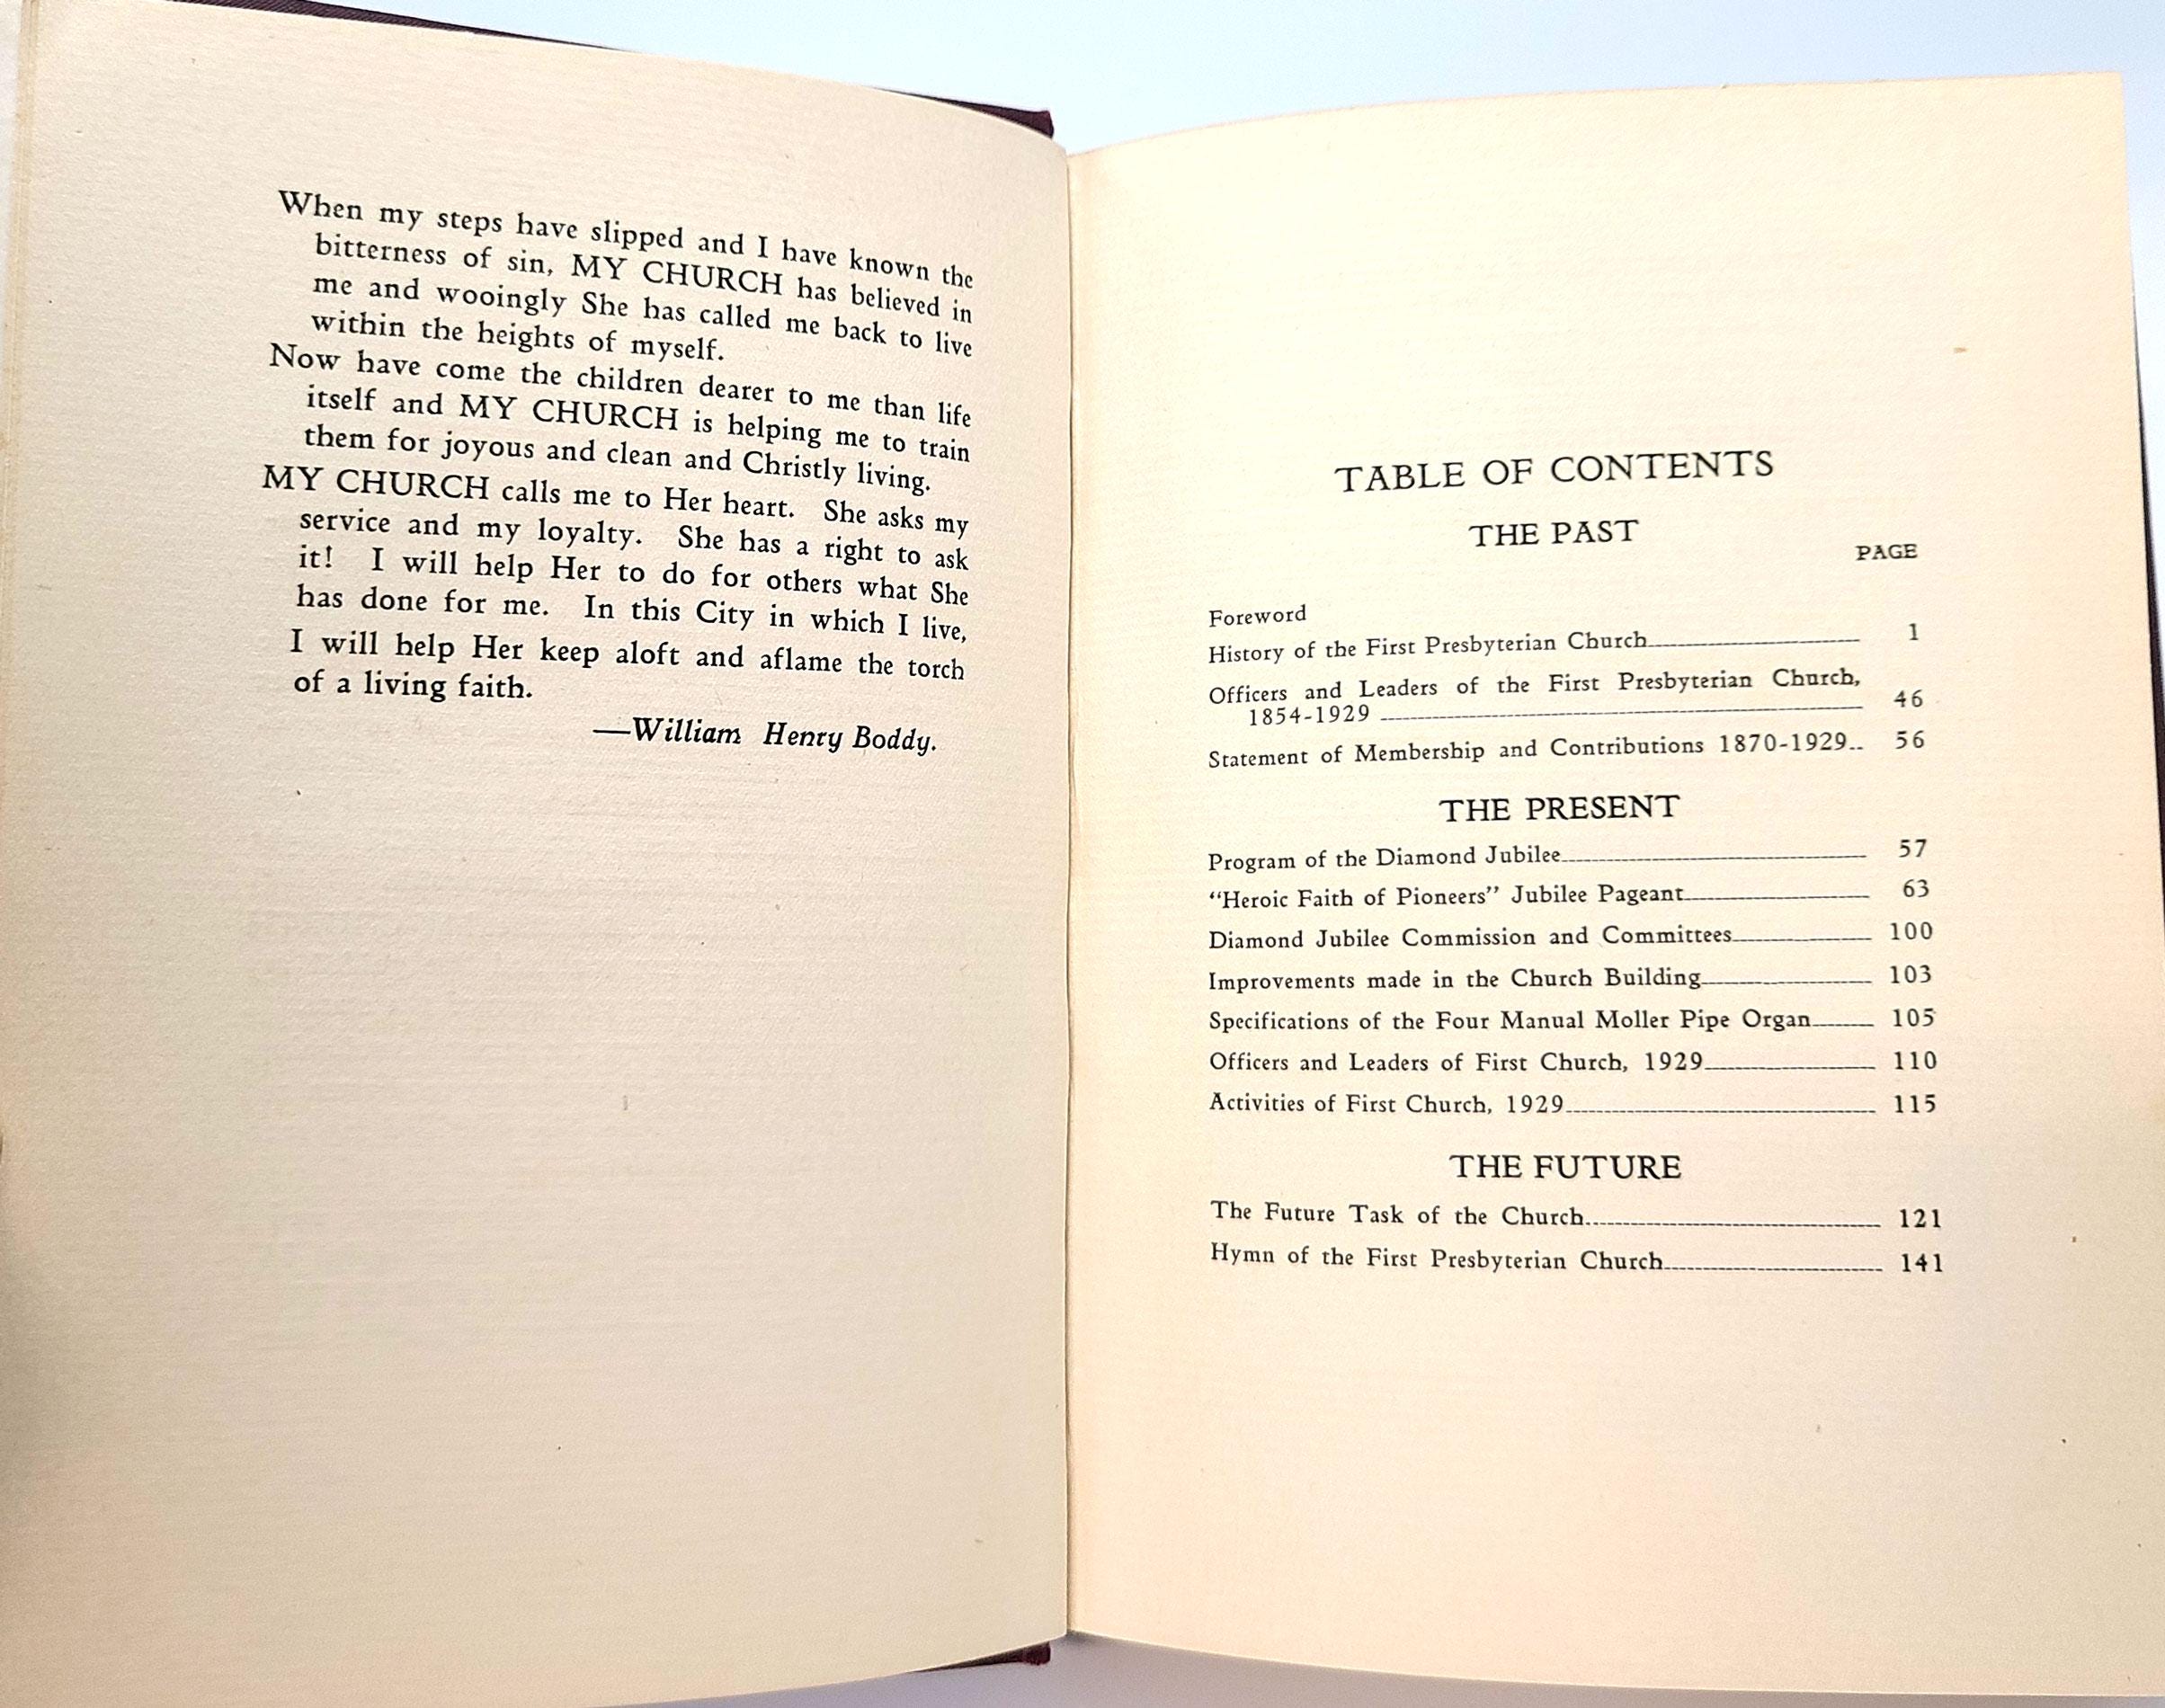 When my steps have slipped and I have known the
bitterness of sin, MY CHURCH has believed in
me and wooingly She has called me back to live
within the heights of myself.
Now have come the children dearer to me than life
itself and MY CHURCH is helping me to train
them for joyous and clean and Christly living.
MY CHURCH calls me to Her heart. She asks my
service and my loyalty. She has a right to ask
it! I will help Her to do for others what She
has done for me. In this City in which I live,
I will help Her keep aloft and aflame the torch
of a living faith.
—William Henry Boddy.
TABLE OF CONTENTS
THE PAST
PAGE
Foreword
History of the First Presbyterian Church 1
Officers and Leaders of the First Presbyterian Church,
1854-1929 46
Statement of Membership and Contributions 1870-1929 56
THE PRESENT
Program of the Diamond Jubilee 57
“Heroic Faith of Pioneers” Jubilee Pageant 63
Diamond Jubilee Commission and Committees 100
Improvements made in the Church Building 103
Specifications of the Four Manual Moller Pipe Organ 105
Officers and Leaders of First Church, 1929 110
Activities of First Church, 1929 115
THE FUTURE
The Future Task of the Church 121
Hymn of the First Presbyterian Church 141